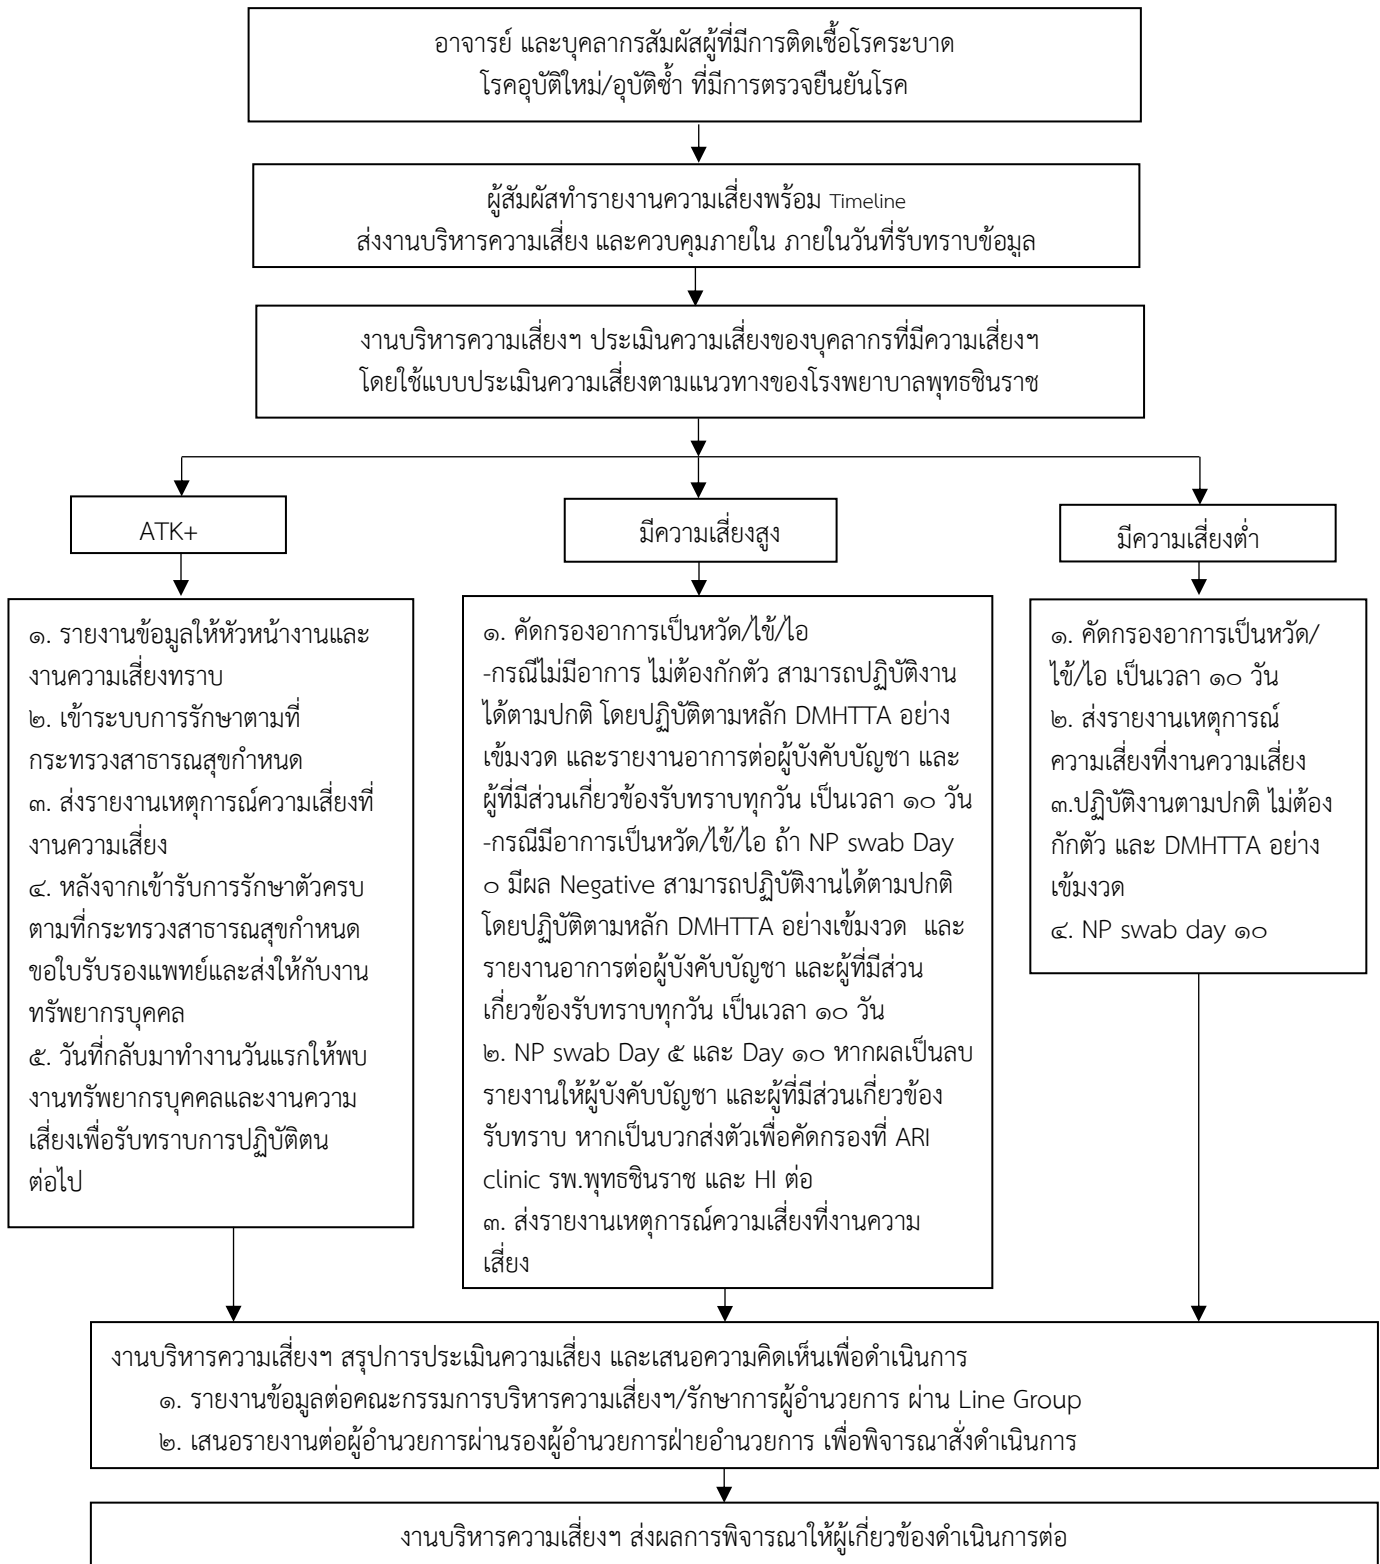 อาจารย์ และบุคลากรสัมผัสผู้ที่มีการติดเชื้อโรคระบาด
โรคอุบัติใหม่/อุบัติซ้ำ ที่มีการตรวจยืนยันโรค
ผู้สัมผัสทำรายงานความเสี่ยงพร้อม Timeline
ส่งงานบริหารความเสี่ยง และควบคุมภายใน ภายในวันที่รับทราบข้อมูล
งานบริหารความเสี่ยงฯ ประเมินความเสี่ยงของบุคลากรที่มีความเสี่ยงฯ
โดยใช้แบบประเมินความเสี่ยงตามแนวทางของโรงพยาบาลพุทธชินราช
ATK+
๑. รายงานข้อมูลให้หัวหน้างานและ
งานความเสี่ยงทราบ
๒. เข้าระบบการรักษาตามที่
กระทรวงสาธารณสุขกำหนด
๓. ส่งรายงานเหตุการณ์ความเสี่ยงที่
งานความเสี่ยง
๔. หลังจากเข้ารับการรักษาตัวครบ
ตามที่กระทรวงสาธารณสุขกำหนด
ขอใบรับรองแพทย์และส่งให้กับงาน
ทรัพยากรบุคคล
๕. วันที่กลับมาทำงานวันแรกให้พบ
งานทรัพยากรบุคคลและงานความ
เสี่ยงเพื่อรับทราบการปฏิบัติตน
ต่อไป
มีความเสี่ยงสูง
๑. คัดกรองอาการเป็นหวัด/ไข้/ไอ
-กรณีไม่มีอาการ ไม่ต้องกักตัว สามารถปฏิบัติงาน
ได้ตามปกติ โดยปฏิบัติตามหลัก DMHTTA อย่าง
เข้มงวด และรายงานอาการต่อผู้บังคับบัญชา และ
ผู้ที่มีส่วนเกี่ยวข้องรับทราบทุกวัน เป็นเวลา ๑๐ วัน
-กรณีมีอาการเป็นหวัด/ไข้/ไอ ถ้า NP swab Day
๐ มีผล Negative สามารถปฏิบัติงานได้ตามปกติ
โดยปฏิบัติตามหลัก DMHTTA อย่างเข้มงวด และ
รายงานอาการต่อผู้บังคับบัญชา และผู้ที่มีส่วน
เกี่ยวข้องรับทราบทุกวัน เป็นเวลา ๑๐ วัน
๒. NP swab Day ๕ และ Day ๑๐ หากผลเป็นลบ
รายงานให้ผู้บังคับบัญชา และผู้ที่มีส่วนเกี่ยวข้อง
รับทราบ หากเป็นบวกส่งตัวเพื่อคัดกรองที่ ARI
clinic รพ.พุทธชินราช และ HI ต่อ
๓. ส่งรายงานเหตุการณ์ความเสี่ยงที่งานความ
เสี่ยง
มีความเสี่ยงต่ำ
๑. คัดกรองอาการเป็นหวัด/
ไข้/ไอ เป็นเวลา ๑๐ วัน
๒. ส่งรายงานเหตุการณ์
ความเสี่ยงที่งานความเสี่ยง
๓.ปฏิบัติงานตามปกติ ไม่ต้อง
กักตัว และ DMHTTA อย่าง
เข้มงวด
๔. NP swab day ๑๐
งานบริหารความเสี่ยงฯ สรุปการประเมินความเสี่ยง และเสนอความคิดเห็นเพื่อดำเนินการ
๑. รายงานข้อมูลต่อคณะกรรมการบริหารความเสี่ยงฯ/รักษาการผู้อำนวยการ ผ่าน Line Group
๒. เสนอรายงานต่อผู้อำนวยการผ่านรองผู้อำนวยการฝ่ายอำนวยการ เพื่อพิจารณาสั่งดำเนินการ
งานบริหารความเสี่ยงฯ ส่งผลการพิจารณาให้ผู้เกี่ยวข้องดำเนินการต่อ